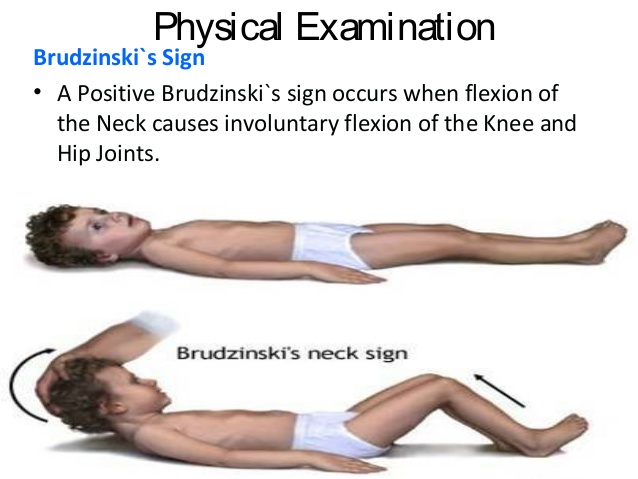 Physical Examination
Brudzinski`s Sign
• A Positive Brudzinski`s sign occurs when flexion of
the Neck causes involuntary flexion of the Knee and
Hip Joints.
Brudzinski's neck sign